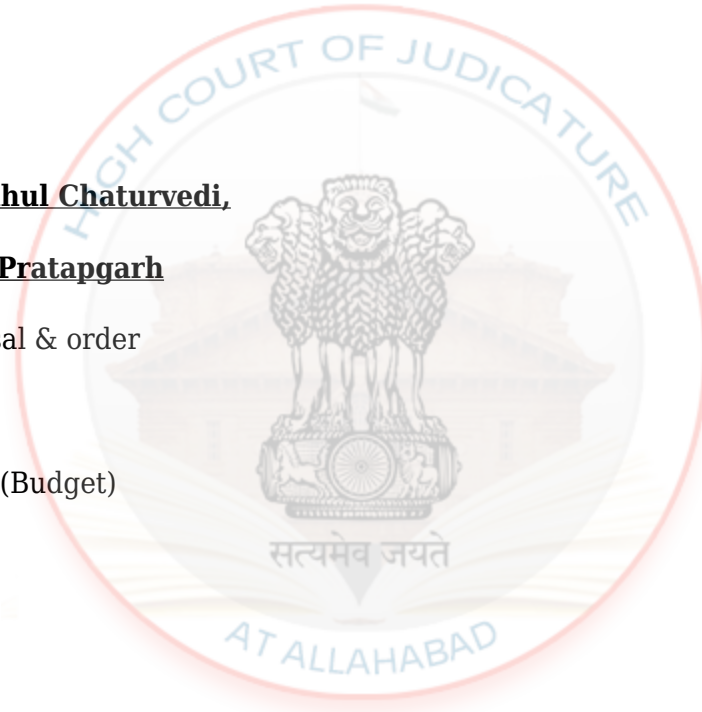 HIGH COURT OF JUDICATURE
hul Chaturvedi,
Pratapgarh
al & order
(Budget)
सत्यमेव जयते
AT ALLAHABAD